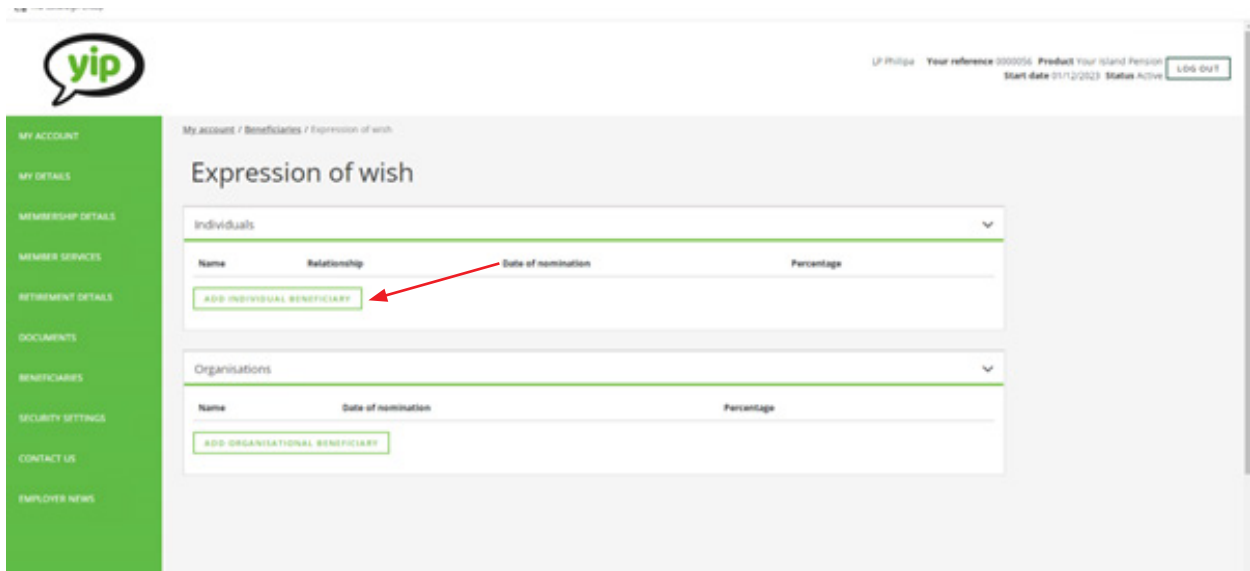 yip
LP Philipa Your reference 0000056 Product Your Island Pension
Start date 01/12/2023 Status Active
LOG OUT
MY ACCOUNT
MY DETAILS
MEMBERSHIP DETAILS
MEMBER SERVICES
RETIREMENT DETAILS
DOCUMENTS
BENEFICIARIES
SECURITY SETTINGS
CONTACT US
EMPLOYER NEWS
My account / Beneficiaries / Expression of wish
Expression of wish
Individuals
Name Relationship Date of nomination Percentage
ADD INDIVIDUAL BENEFICIARY
Organisations
Name Date of nomination Percentage
ADD ORGANISATIONAL BENEFICIARY